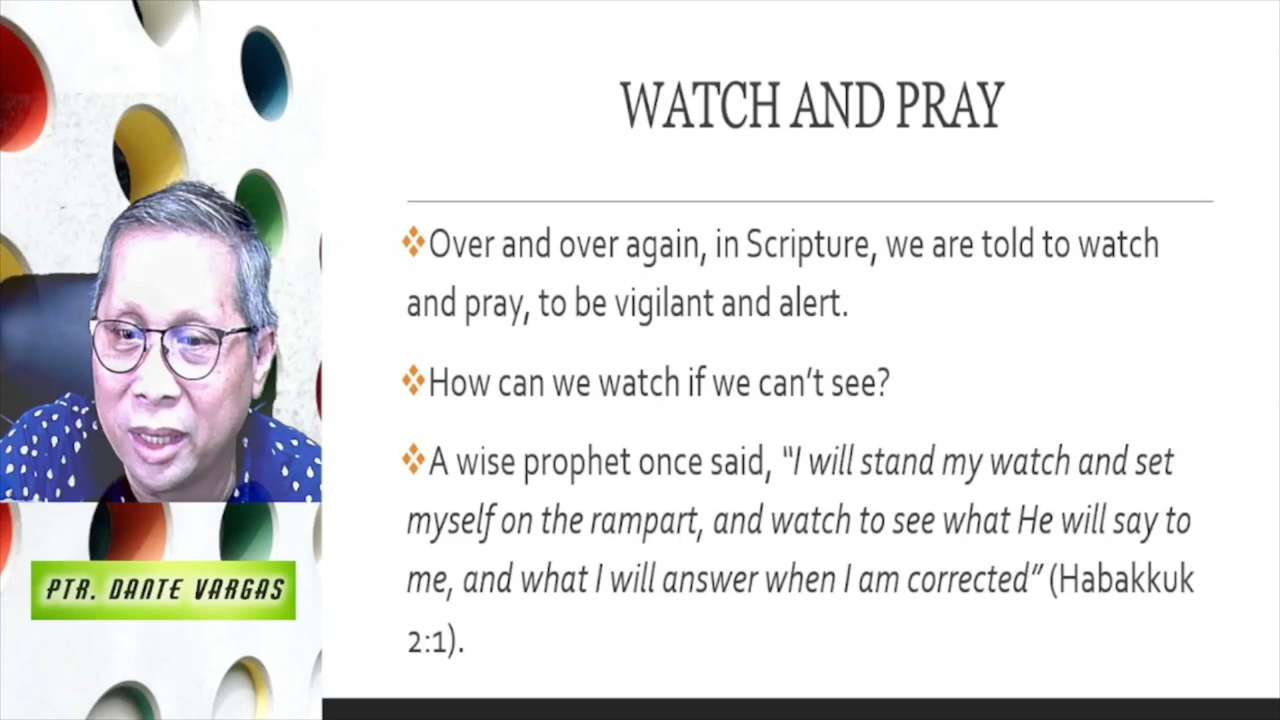 WATCH AND PRAY
❖Over and over again, in Scripture, we are told to watch
and pray, to be vigilant and alert.
❖How can we watch if we can't see?
❖A wise prophet once said, “I will stand my watch and set
myself on the rampart, and watch to see what He will say to
me, and what I will answer when I am corrected” (Habakkuk
2:1).
PTR. DANTE VARGAS